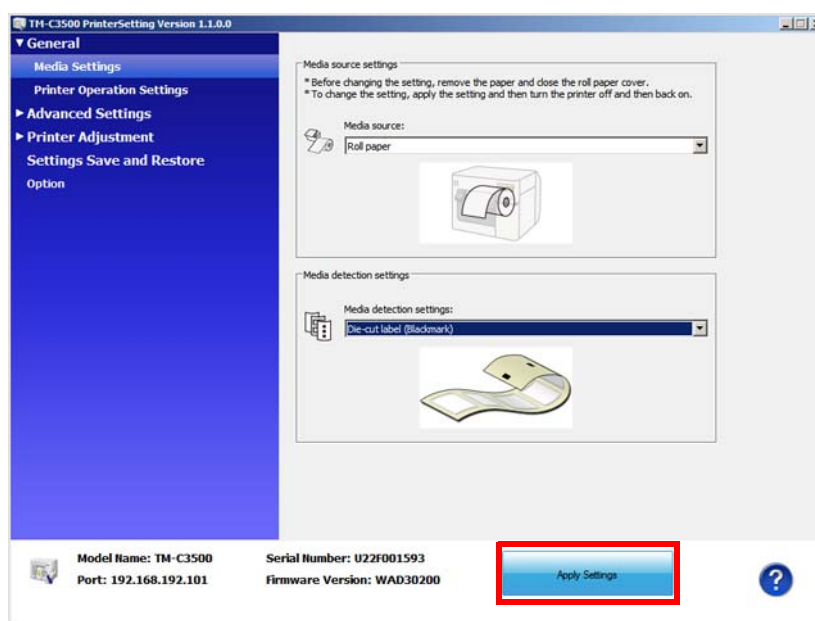 TM-C3500 PrinterSetting Version 1.1.0.0
▼ General
Media Settings
Printer Operation Settings
► Advanced Settings
► Printer Adjustment
Settings Save and Restore
Option
Media source settings
*Before changing the setting, remove the paper and close the roll paper cover.
*To change the setting, apply the setting and then turn the printer off and then back on.
Media source:
Roll paper
Media detection settings
Media detection settings:
Die-cut label (Blackmark)
Model Name: TM-C3500
Port: 192.168.192.101
Serial Number: U22F001593
Firmware Version: WAD30200
Apply Settings
?